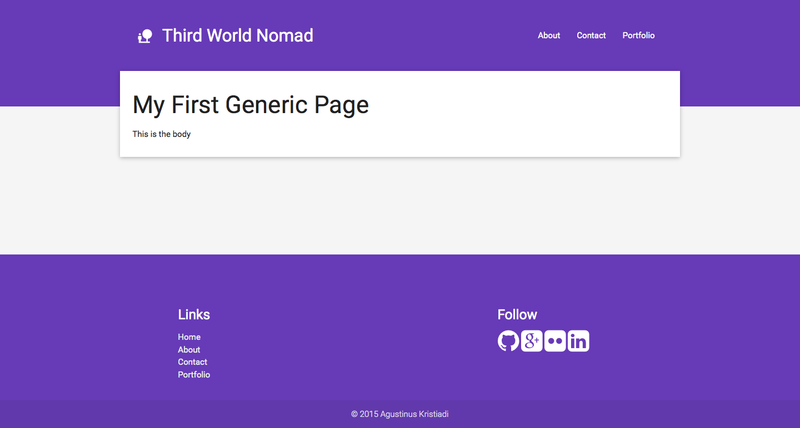 Third World Nomad
About Contact Portfolio
My First Generic Page
This is the body
Links
Home
About
Contact
Portfolio
Follow
g+
in
© 2015 Agustinus Kristiadi